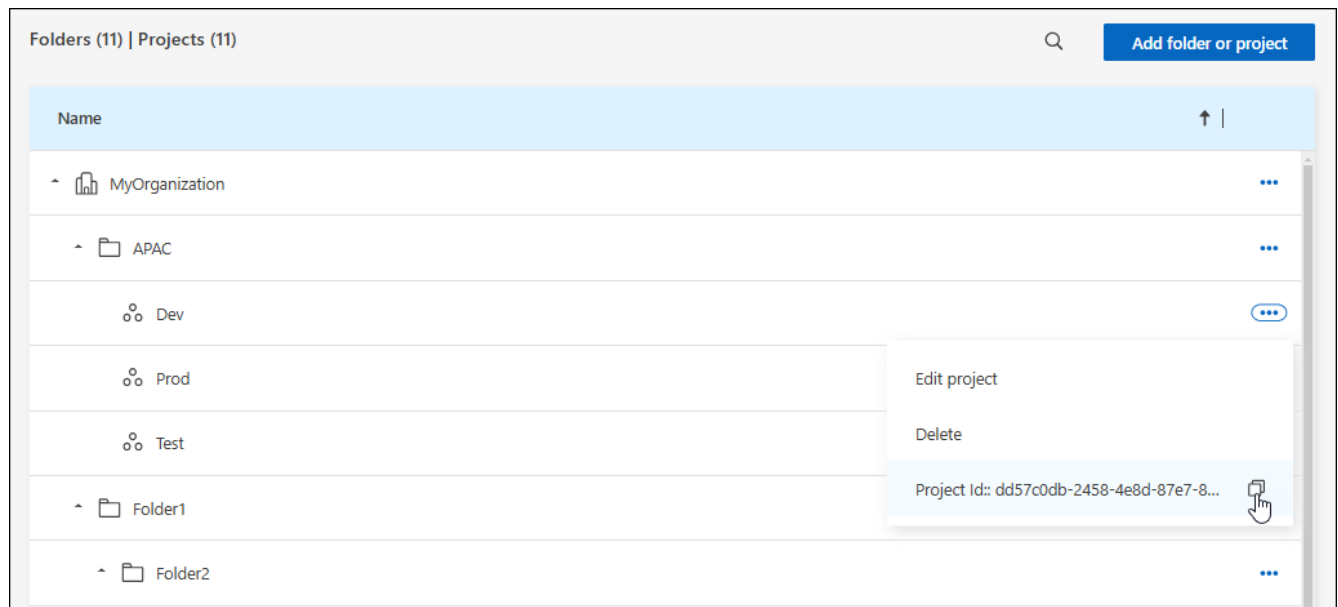 Folders (11) | Projects (11)
Add folder or project
Name
MyOrganization
APAC
Dev
Prod
Edit project
Delete
Test
Project Id:: dd57c0db-2458-4e8d-87e7-8...
Folder1
Folder2